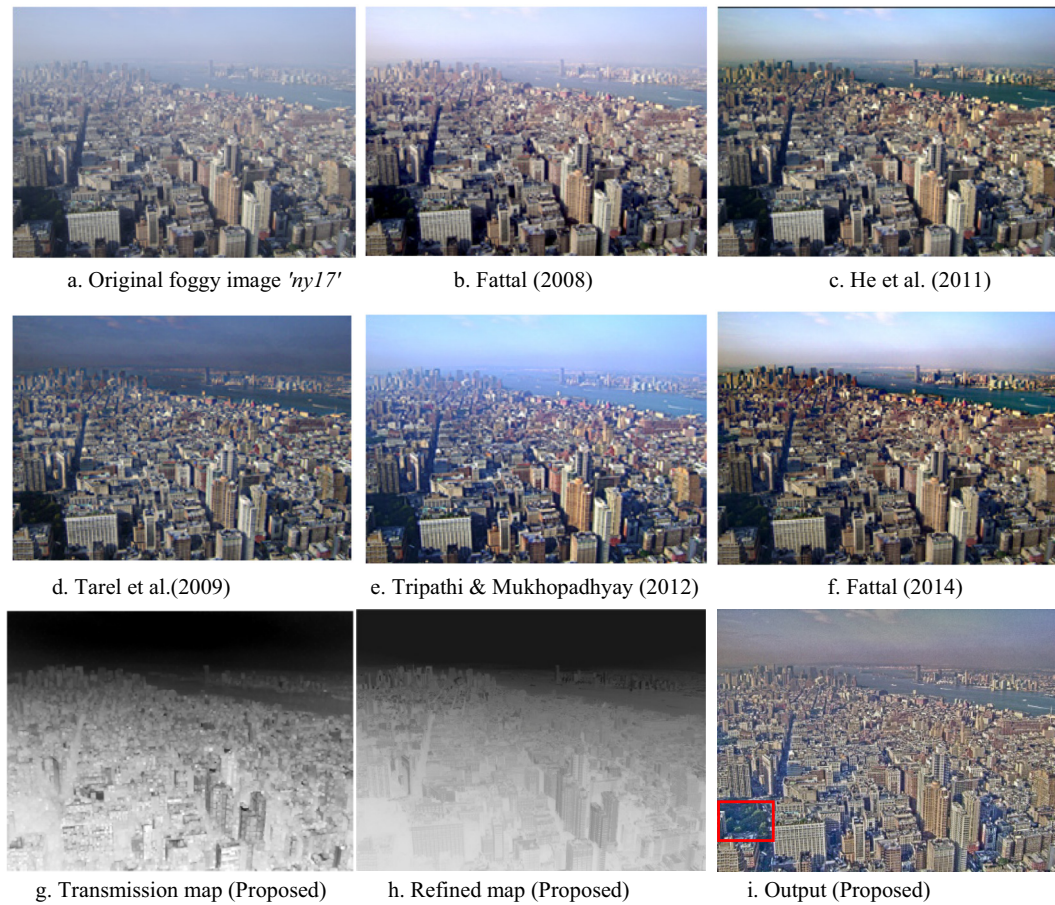 a. Original foggy image 'ny17'
b. Fattal (2008)
c. He et al. (2011)
d. Tarel et al.(2009)
e. Tripathi & Mukhopadhyay (2012)
f. Fattal (2014)
g. Transmission map (Proposed)
h. Refined map (Proposed)
i. Output (Proposed)